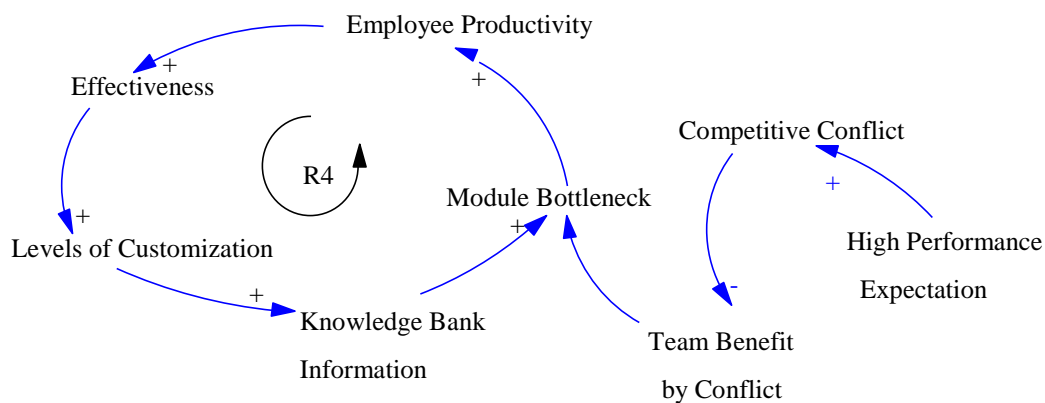 Employee Productivity
+
Effectiveness
+
Competitive Conflict
R4
+
Module Bottleneck
+
+
High Performance
Expectation
Levels of Customization
+
-
Knowledge Bank
Information
Team Benefit
by Conflict